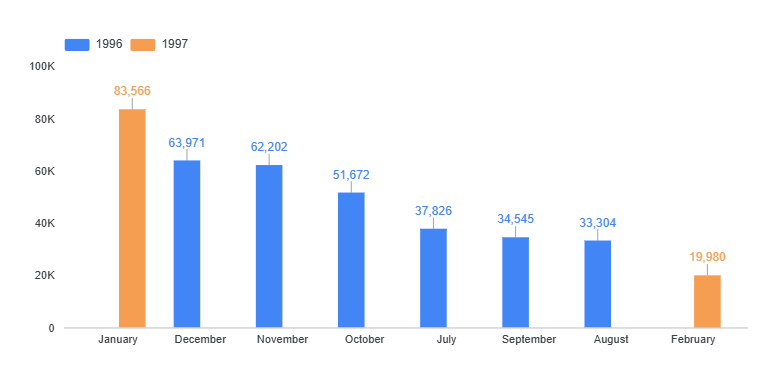 1996 1997
100K
83,566
80K
63,971
62,202
60K
51,672
40K
37,826
34,545
33,304
20K
19,980
0
January December November October July September August February